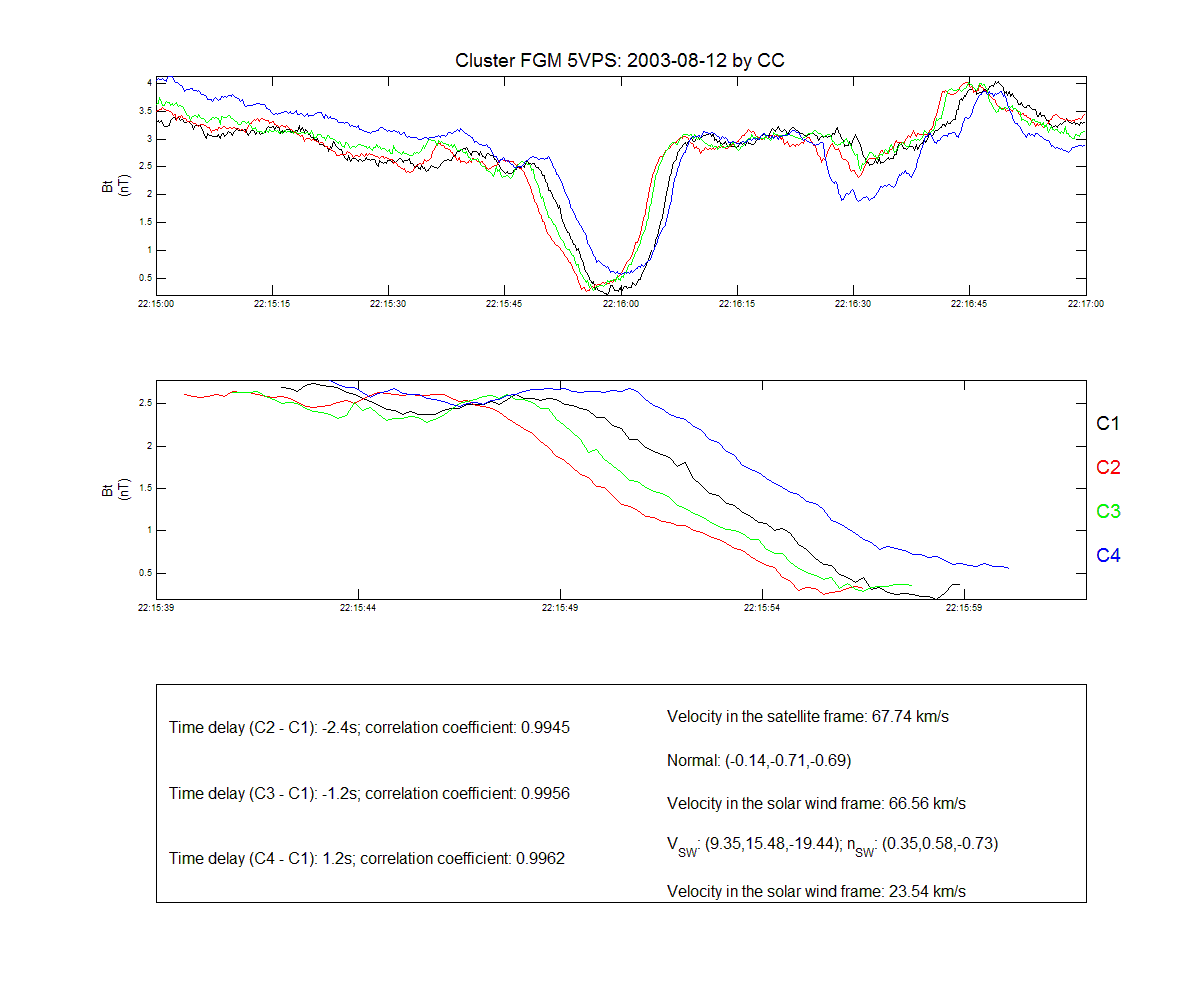 Cluster FGM 5VPS: 2003-08-12 by CC
4
3.5
3
2.5
2
1.5
1
0.5
Bt
(nT)
22:15:00 22:15:15 22:15:30 22:15:45 22:16:00 22:16:15 22:16:30 22:16:45 22:17:00
2.5
2
1.5
1
0.5
Bt
(nT)
22:15:39 22:15:44 22:15:49 22:15:54 22:15:59
C1
C2
C3
C4
Time delay (C2 - C1): -2.4s; correlation coefficient: 0.9945
Time delay (C3 - C1): -1.2s; correlation coefficient: 0.9956
Time delay (C4 - C1): 1.2s; correlation coefficient: 0.9962
Velocity in the satellite frame: 67.74 km/s
Normal: (-0.14,-0.71,-0.69)
Velocity in the solar wind frame: 66.56 km/s
VSW: (9.35,15.48,-19.44); nSW: (0.35,0.58,-0.73)
Velocity in the solar wind frame: 23.54 km/s